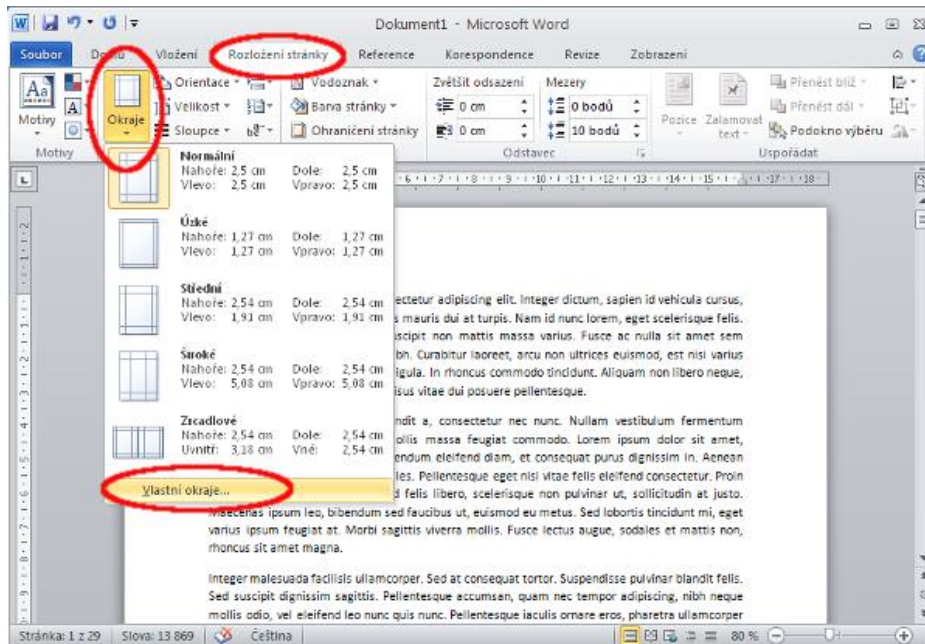 Dokument1 - Microsoft Word
Soubor Domů Vložení Rozložení stránky Reference Korespondence Revize Zobrazení
Motivy
Okraje
Orientace
Velikost
Sloupce
Vodoznak
Barva stránky
Ohraničení stránky
Zvětšit odsazení
0 cm
0 cm
Mezery
0 bodů
10 bodů
Pozice
Zalamovat text
Přenést blíž
Přenést dál
Podokno výběru
Motivy Odstavec Uspořádat
Normální
Nahoře: 2,5 cm Dole: 2,5 cm
Vlevo: 2,5 cm Vpravo: 2,5 cm
Úzké
Nahoře: 1,27 cm Dole: 1,27 cm
Vlevo: 1,27 cm Vpravo: 1,27 cm
Střední
Nahoře: 2,54 cm Dole: 2,54 cm
Vlevo: 1,91 cm Vpravo: 1,91 cm
Široké
Nahoře: 2,54 cm Dole: 2,54 cm
Vlevo: 5,08 cm Vpravo: 5,08 cm
Zrcadlové
Nahoře: 2,54 cm Dole: 2,54 cm
Uvnitř: 3,18 cm Vně: 2,54 cm
Vlastní okraje...
adipiscing elit. Integer dictum, sapien id vehicula cursus,
mauris dui at turpis. Nam id nunc lorem, eget scelerisque felis.
non mattis massa varius. Fusce ac nulla sit amet sem
Curabitur laoreet, arcu non ultrices euismod, est nisi varius
In rhoncus commodo tincidunt. Aliquam non libero neque,
vitae dui posuere pellentesque.
a, consectetur nec nunc. Nullam vestibulum fermentum
massa feugiat commodo. Lorem ipsum dolor sit amet,
eleifend diam, et consequat purus dignissim in. Aenean
Pellentesque eget nisi vitae felis eleifend consectetur. Proin
felis libero, scelerisque non pulvinar ut, sollicitudin at justo.
Maecenas ipsum leo, bibendum sed faucibus ut, euismod eu metus. Sed lobortis tincidunt mi, eget
varius ipsum feugiat at. Morbi sagittis viverra mollis. Fusce lectus augue, sodales et mattis non,
rhoncus sit amet magna.
Integer malesuada facilisis ullamcorper. Sed at consequat tortor. Suspendisse pulvinar blandit felis.
Sed suscipit dignissim sagittis. Pellentesque accumsan, quam nec tempor adipiscing, nibh neque
mollis odio, vel eleifend leo nunc quis nunc. Pellentesque iaculis ornare eros, pharetra ullamcorper
Stránka: 1 z 29 Slova: 13 869 Čeština 80 %